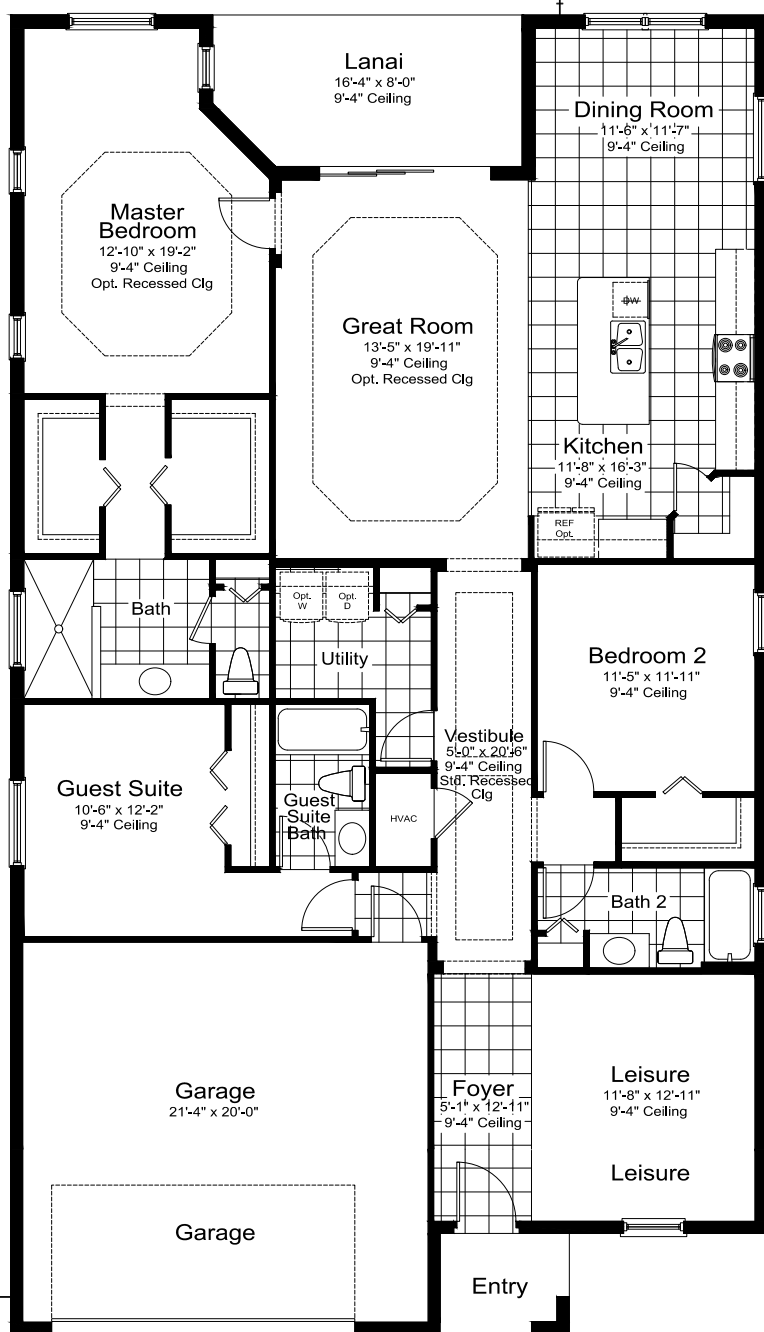 Lanai
16'-4" x 8'-0"
9'-4" Ceiling
Dining Room
11'-6" x 11'-7"
9'-4" Ceiling
Master
Bedroom
12'-10" x 19'-2"
9'-4" Ceiling
Opt. Recessed Clg
Great Room
13'-5" x 19'-11"
9'-4" Ceiling
Opt. Recessed Clg
DW
Kitchen
11'-8" x 16'-3"
9'-4" Ceiling
REF
Opt.
Bath
Opt.
W
Opt.
D
Utility
Bedroom 2
11'-5" x 11'-11"
9'-4" Ceiling
Vestibule
5'-0" x 20'-6"
9'-4" Ceiling
Std. Recessed
Clg
Guest Suite
10'-6" x 12'-2"
9'-4" Ceiling
Guest
Suite
Bath
HVAC
Bath 2
Garage
21'-4" x 20'-0"
Foyer
5'-1" x 12'-11"
9'-4" Ceiling
Leisure
11'-8" x 12'-11"
9'-4" Ceiling
Leisure
Garage
Entry